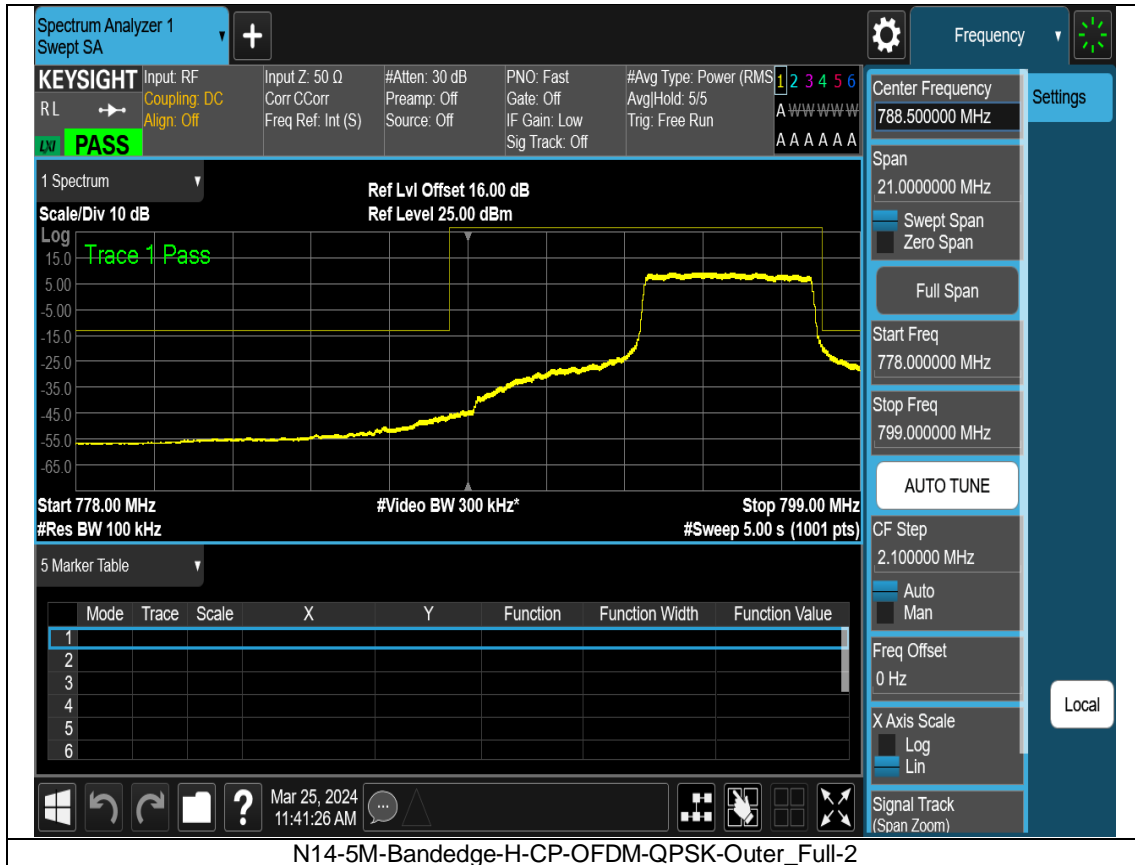 Spectrum Analyzer 1
Swept SA
Frequency
KEYSIGHT
R L
LXI
PASS
Input: RF
Coupling: DC
Align: Off
Input Z: 50 Ω
Corr CCorr
Freq Ref: Int (S)
#Atten: 30 dB
Preamp: Off
Source: Off
PNO: Fast
Gate: Off
IF Gain: Low
Sig Track: Off
#Avg Type: Power (RMS
Avg|Hold: 5/5
Trig: Free Run
1 2 3 4 5 6
A W W W W W
A A A A A A
1 Spectrum
Scale/Div 10 dB
Ref Lvl Offset 16.00 dB
Ref Level 25.00 dBm
Log
Trace 1 Pass
15.0
5.00
-5.00
-15.0
-25.0
-35.0
-45.0
-55.0
-65.0
Start 778.00 MHz
#Video BW 300 kHz*
Stop 799.00 MHz
#Res BW 100 kHz
#Sweep 5.00 s (1001 pts)
5 Marker Table
Mode Trace Scale X Y Function Function Width Function Value
1
2
3
4
5
6
Center Frequency
788.500000 MHz
Settings
Span
21.0000000 MHz
Swept Span
Zero Span
Full Span
Start Freq
778.000000 MHz
Stop Freq
799.000000 MHz
AUTO TUNE
CF Step
2.100000 MHz
Auto
Man
Freq Offset
0 Hz
Local
X Axis Scale
Log
Lin
Signal Track
(Span Zoom)
?
Mar 25, 2024
11:41:26 AM
N14-5M-Bandedge-H-CP-OFDM-QPSK-Outer_Full-2